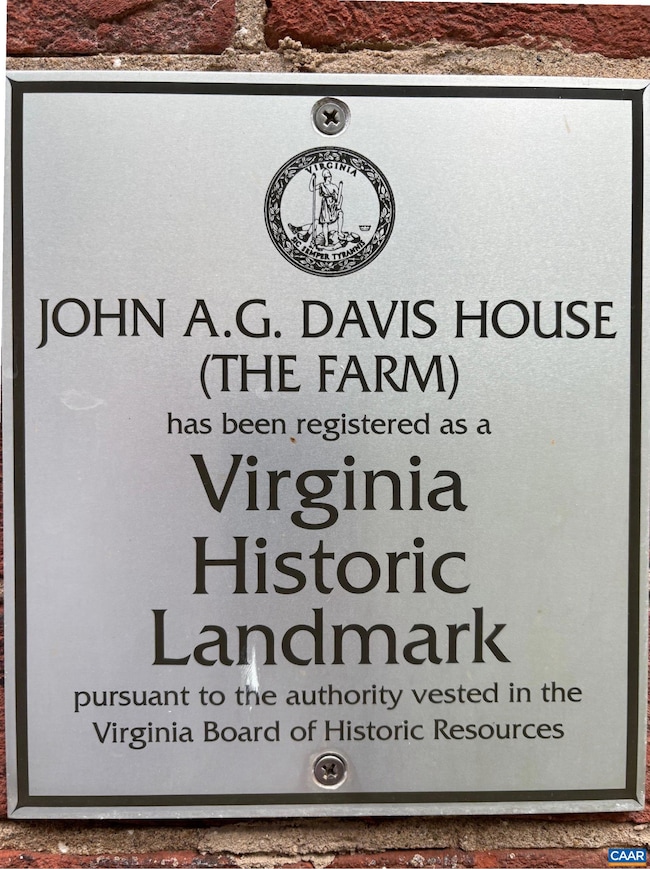 VIRGINIA
SIC SEMPER TYRANNIS
JOHN A.G. DAVIS HOUSE
(THE FARM)
has been registered as a
Virginia
Historic
Landmark
pursuant to the authority vested in the
Virginia Board of Historic Resources
CAAR